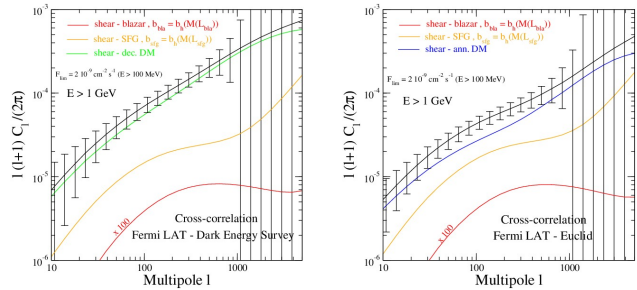 shear - blazar , b_bla = b_h(M(L_bla))
shear - SFG , b_sfg = b_h(M(L_sfg))
shear - dec. DM
F_lim = 2 10^-9 cm^-2 s^-1 (E > 100 MeV)
E > 1 GeV
x 100
Cross-correlation
Fermi LAT - Dark Energy Survey
l (l+1) C_l /(2π)
10^-3
10^-4
10^-5
10^-6
10
100
1000
Multipole l
shear - blazar, b_bla = b_h(M(L_bla))
shear - SFG , b_sfg = b_h(M(L_sfg))
shear - ann. DM
F_lim = 2 10^-9 cm^-2 s^-1 (E > 100 MeV)
E > 1 GeV
x 100
Cross-correlation
Fermi LAT - Euclid
l (l+1) C_l /(2π)
10^-3
10^-4
10^-5
10^-6
10
100
1000
Multipole l